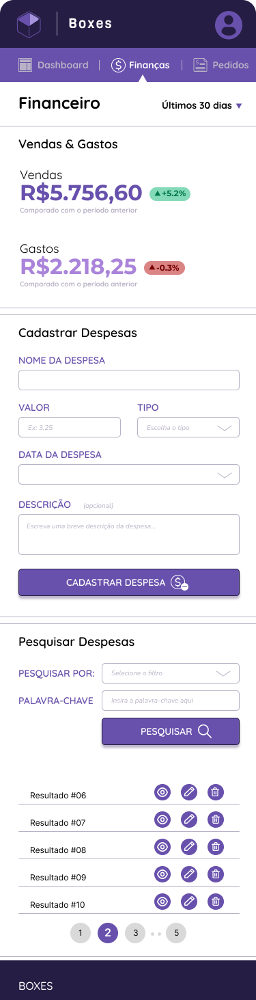 Boxes
Dashboard
Finanças
Pedidos
Financeiro
Últimos 30 dias
Vendas & Gastos
Vendas
R$5.756,60
+5.2%
Comparado com o período anterior
Gastos
R$2.218,25
-0.3%
Comparado com o período anterior
Cadastrar Despesas
NOME DA DESPESA
VALOR
TIPO
Ex: 3,25
Escolha o tipo
DATA DA DESPESA
DESCRIÇÃO
(opcional)
Escreva uma breve descrição da despesa...
CADASTRAR DESPESA
Pesquisar Despesas
PESQUISAR POR:
Selecione o filtro
PALAVRA-CHAVE
Insira a palavra-chave aqui
PESQUISAR
Resultado #06
Resultado #07
Resultado #08
Resultado #09
Resultado #10
1 2 3 5
BOXES